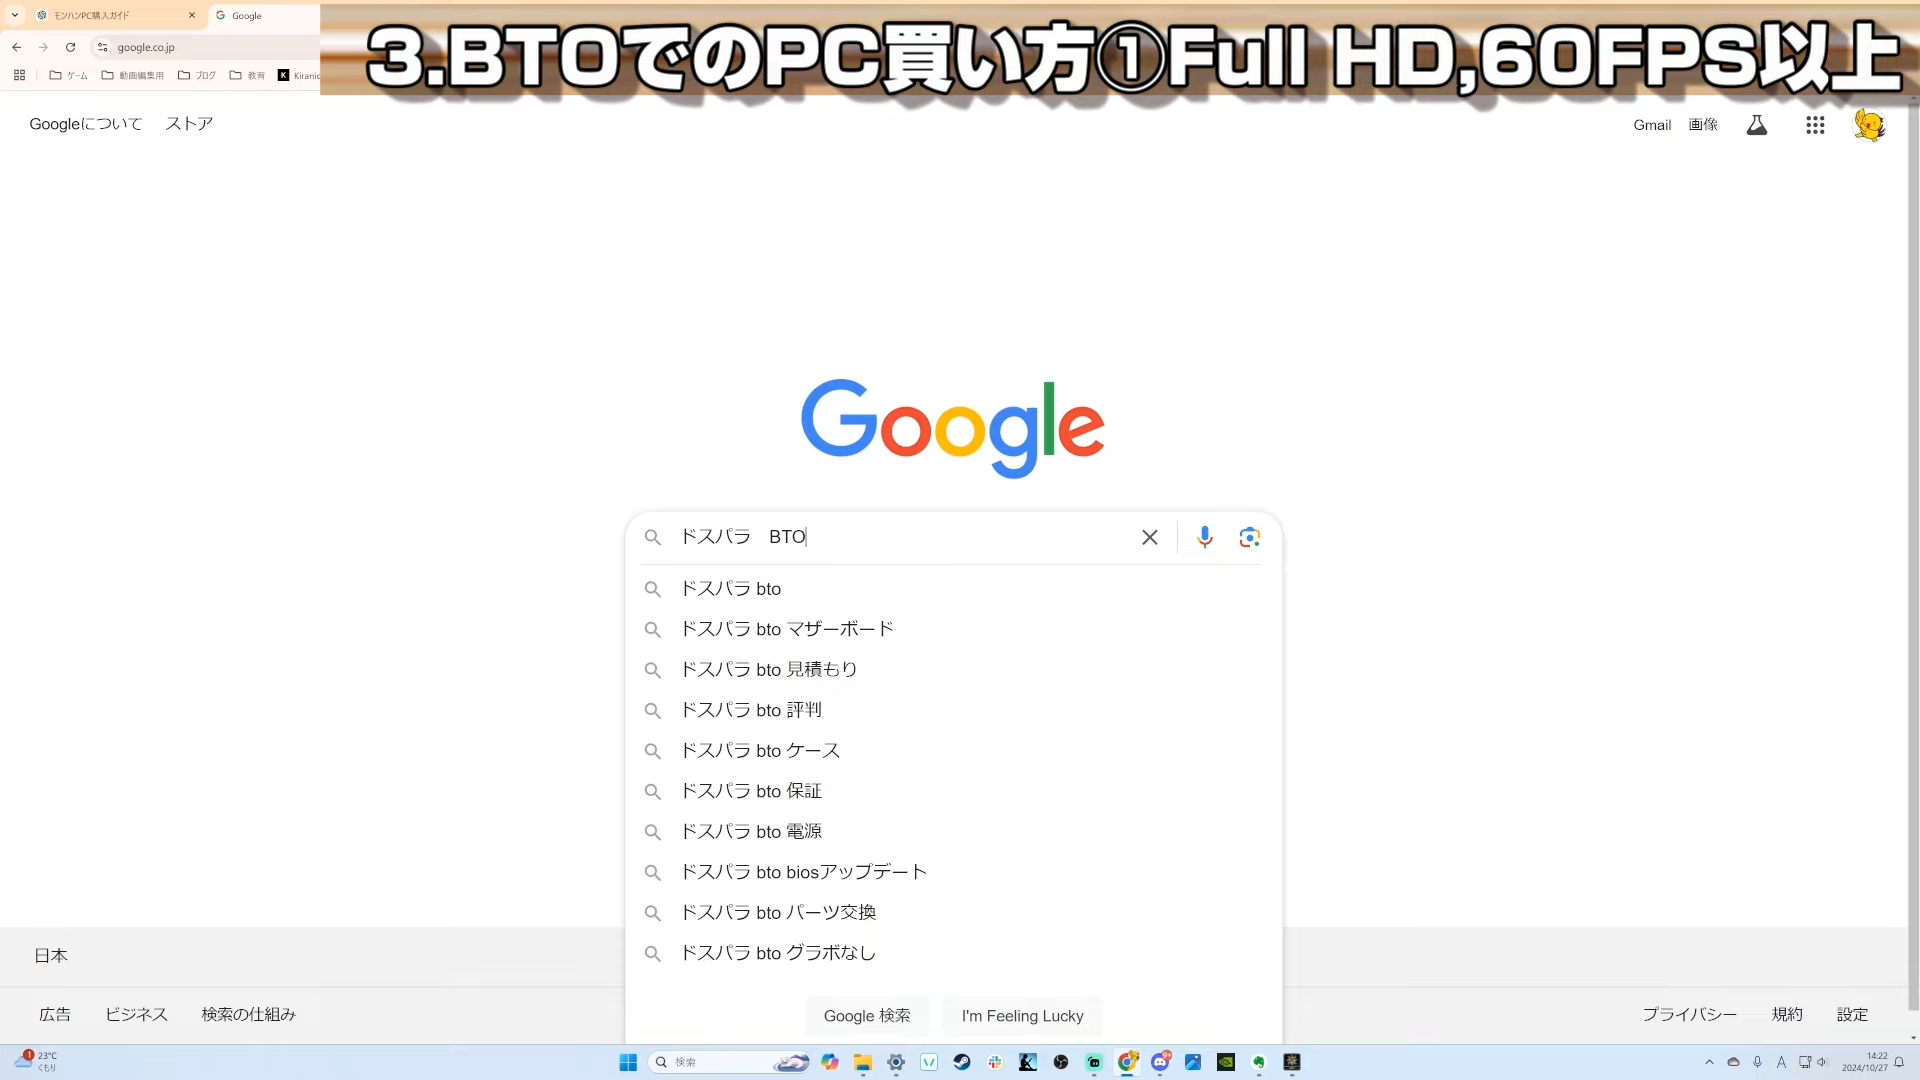 モンハンPC購入ガイド
Google
google.co.jp
ゲーム
動画編集用
ブログ
教育
3.BTOでのPC買い方①Full HD,60FPS以上
Googleについて
ストア
Gmail
画像
Google
ドスパラ　BTO
ドスパラ bto
ドスパラ bto マザーボード
ドスパラ bto 見積もり
ドスパラ bto 評判
ドスパラ bto ケース
ドスパラ bto 保証
ドスパラ bto 電源
ドスパラ bto biosアップデート
ドスパラ bto パーツ交換
ドスパラ bto グラボなし
Google 検索
I'm Feeling Lucky
日本
広告
ビジネス
検索の仕組み
プライバシー
規約
設定
23°C
くもり
検索
14:22
2024/10/27